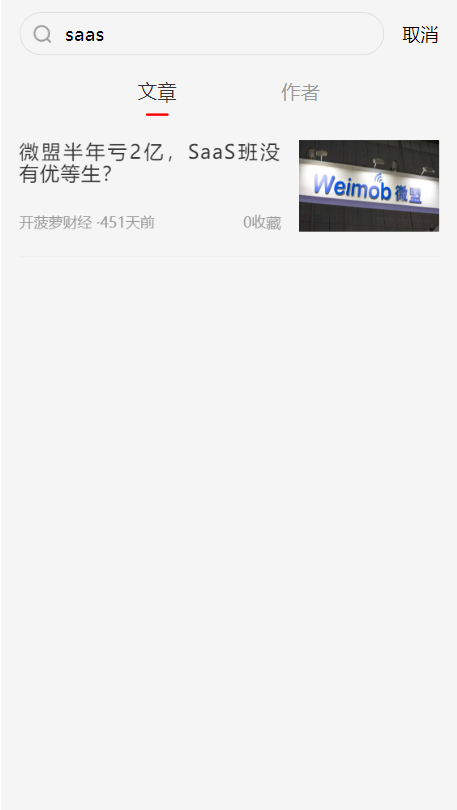 saas
取消
文章
作者
微盟半年亏2亿，SaaS班没
有优等生？
开菠萝财经 ·451天前
0收藏
Weimob 微盟